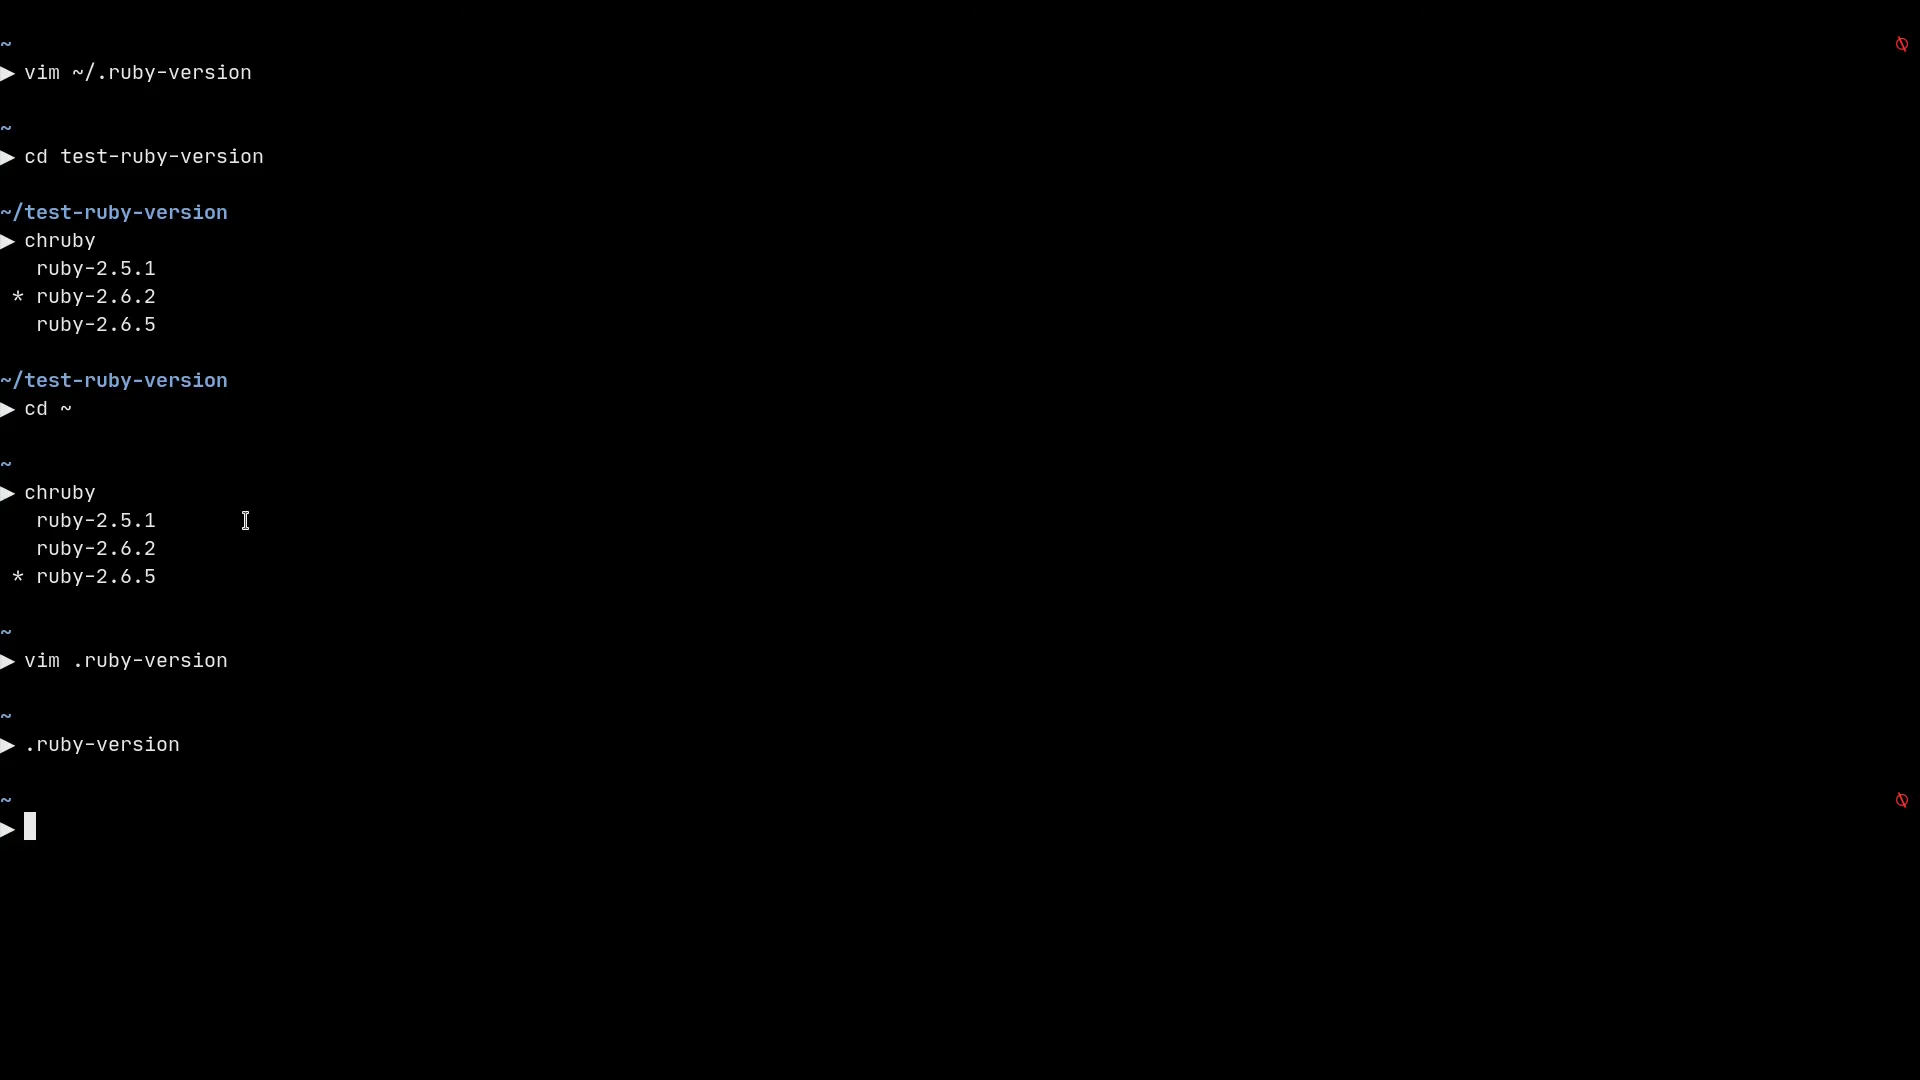 ~
▶ vim ~/.ruby-version
~
▶ cd test-ruby-version
~/test-ruby-version
▶ chruby
ruby-2.5.1
* ruby-2.6.2
ruby-2.6.5
~/test-ruby-version
▶ cd ~
~
▶ chruby
ruby-2.5.1
ruby-2.6.2
* ruby-2.6.5
~
▶ vim .ruby-version
~
▶ .ruby-version
~
▶